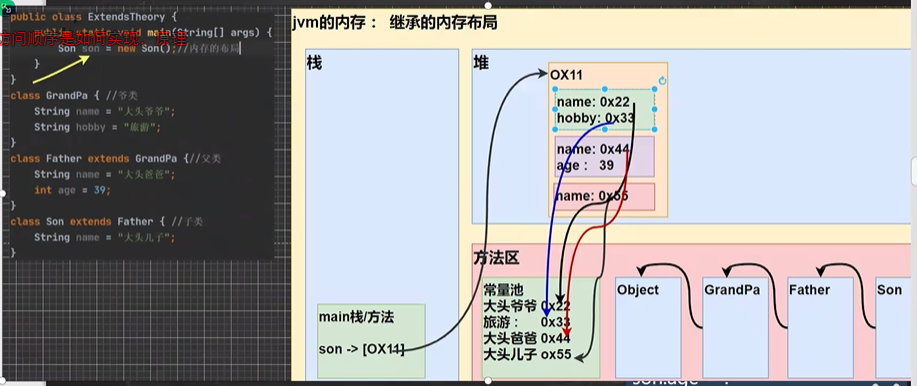 public class ExtendsTheory {
public static void main(String[] args) {
访问顺序是如何实现，原理
Son son = new Son();//内存的布局
}
}
class GrandPa { //爷类
String name = "大头爷爷";
String hobby = "旅游";
}
class Father extends GrandPa {//父类
String name = "大头爸爸";
int age = 39;
}
class Son extends Father { //子类
String name = "大头儿子";
}
jvm的内存： 继承的内存布局
栈
main栈/方法
son -> [OX11]
堆
OX11
name: 0x22
hobby: 0x33
name: 0x44
age： 39
name: 0x55
方法区
常量池
大头爷爷 0x22
旅游： 0x33
大头爸爸 0x44
大头儿子 ox55
Object
GrandPa
Father
Son
son.age